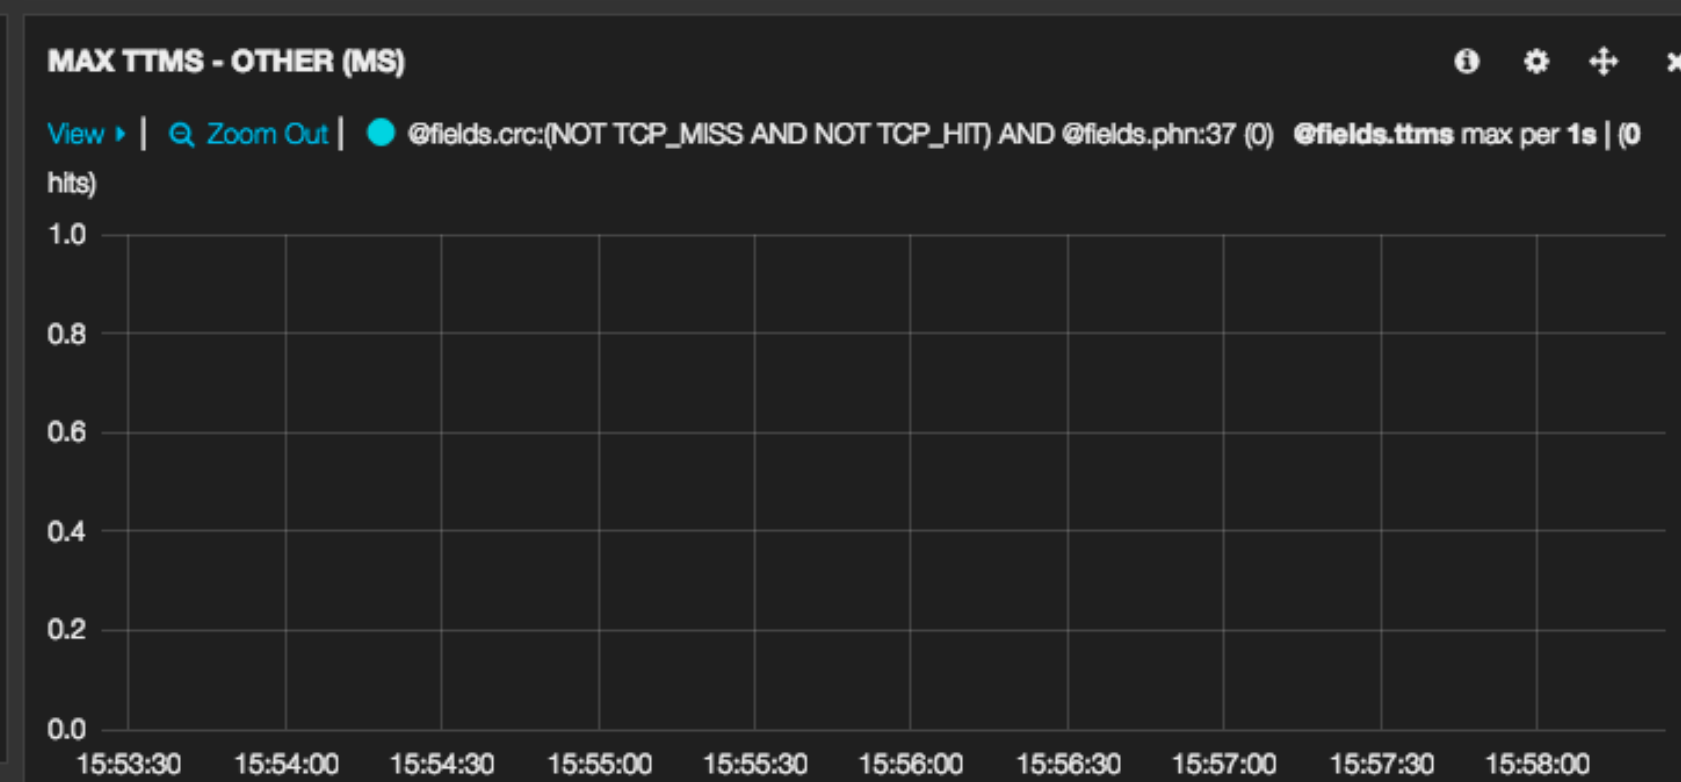 MAX TTMS - OTHER (MS)
View | Zoom Out | @fields.crc:(NOT TCP_MISS AND NOT TCP_HIT) AND @fields.phn:37 (0) @fields.ttms max per 1s | (0
hits)
1.0
0.8
0.6
0.4
0.2
0.0
15:53:30 15:54:00 15:54:30 15:55:00 15:55:30 15:56:00 15:56:30 15:57:00 15:57:30 15:58:00